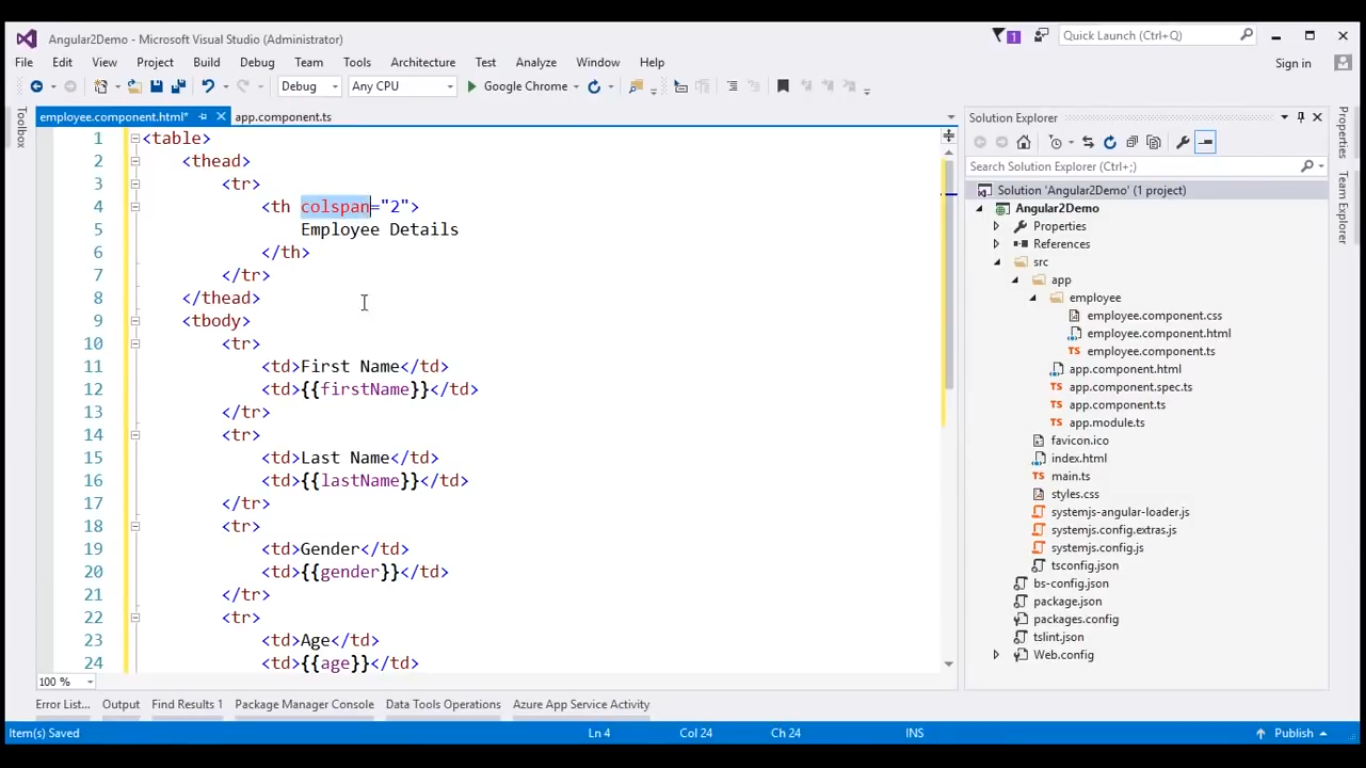 Angular2Demo - Microsoft Visual Studio (Administrator)
1
Quick Launch (Ctrl+Q)
File Edit View Project Build Debug Team Tools Architecture Test Analyze Window Help
Sign in
Debug Any CPU Google Chrome
Toolbox
employee.component.html* app.component.ts
1 <table>
2 <thead>
3 <tr>
4 <th colspan="2">
5 Employee Details
6 </th>
7 </tr>
8 </thead>
9 <tbody>
10 <tr>
11 <td>First Name</td>
12 <td>{{firstName}}</td>
13 </tr>
14 <tr>
15 <td>Last Name</td>
16 <td>{{lastName}}</td>
17 </tr>
18 <tr>
19 <td>Gender</td>
20 <td>{{gender}}</td>
21 </tr>
22 <tr>
23 <td>Age</td>
24 <td>{{age}}</td>
100 %
Solution Explorer
Search Solution Explorer (Ctrl+;)
Solution 'Angular2Demo' (1 project)
Angular2Demo
Properties
References
src
app
employee
employee.component.css
employee.component.html
TS employee.component.ts
app.component.html
TS app.component.spec.ts
TS app.component.ts
TS app.module.ts
favicon.ico
index.html
TS main.ts
styles.css
systemjs-angular-loader.js
systemjs.config.extras.js
systemjs.config.js
tsconfig.json
bs-config.json
package.json
packages.config
tslint.json
Web.config
Properties
Team Explorer
Error List... Output Find Results 1 Package Manager Console Data Tools Operations Azure App Service Activity
Item(s) Saved Ln 4 Col 24 Ch 24 INS Publish